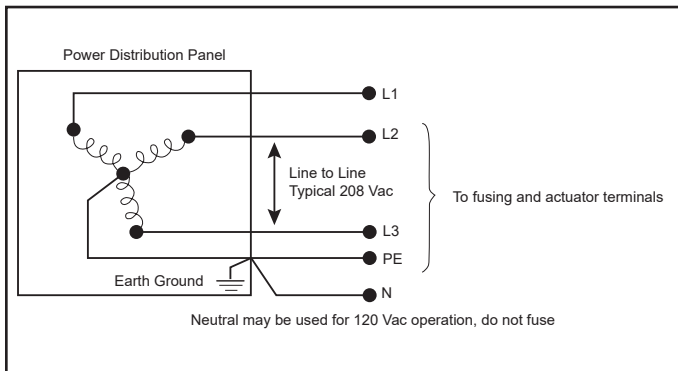 Power Distribution Panel
L1
L2
Line to Line
Typical 208 Vac
To fusing and actuator terminals
L3
PE
Earth Ground
N
Neutral may be used for 120 Vac operation, do not fuse